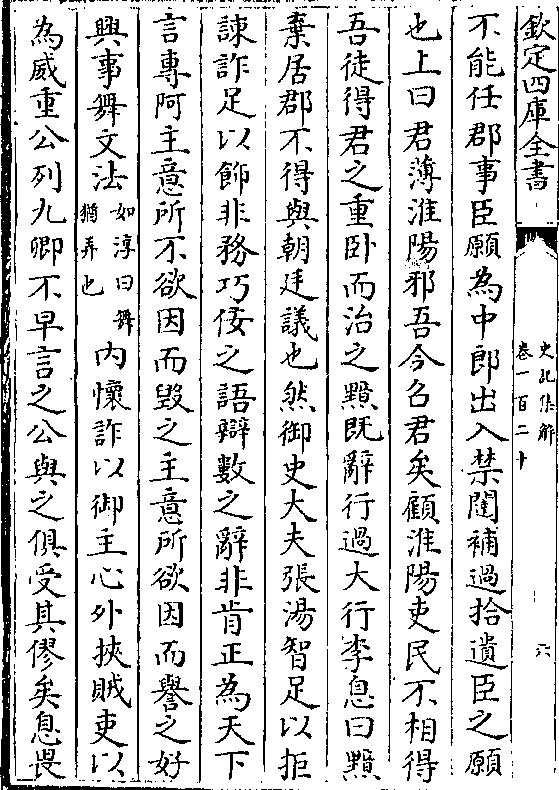 欽定四庫全書
史記集解
卷一百二十
六
不能任郡事臣願為中郎出入禁闥補過拾遺臣之願
也上曰君薄淮陽邪吾今召君矣顧淮陽吏民不相得
吾徒得君之重卧而治之黯既辭行過大行李息曰黯
棄居郡不得與朝廷議也然御史大夫張湯智足以拒
諫詐足以飾非務巧佞之語辯數之辭非肯正為天下
言專阿主意所不欲因而毀之主意所欲因而譽之好
興事舞文法如淳曰舞猶弄也内懷詐以御主心外挾賊吏以
為威重公列九卿不早言之公與之俱受其僇矣息畏